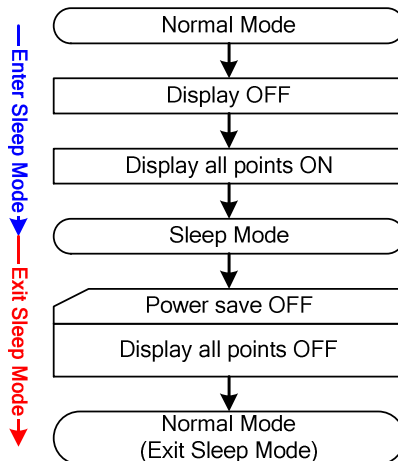 Normal Mode
Enter Sleep Mode
Display OFF
Display all points ON
Sleep Mode
Exit Sleep Mode
Power save OFF
Display all points OFF
Normal Mode
(Exit Sleep Mode)